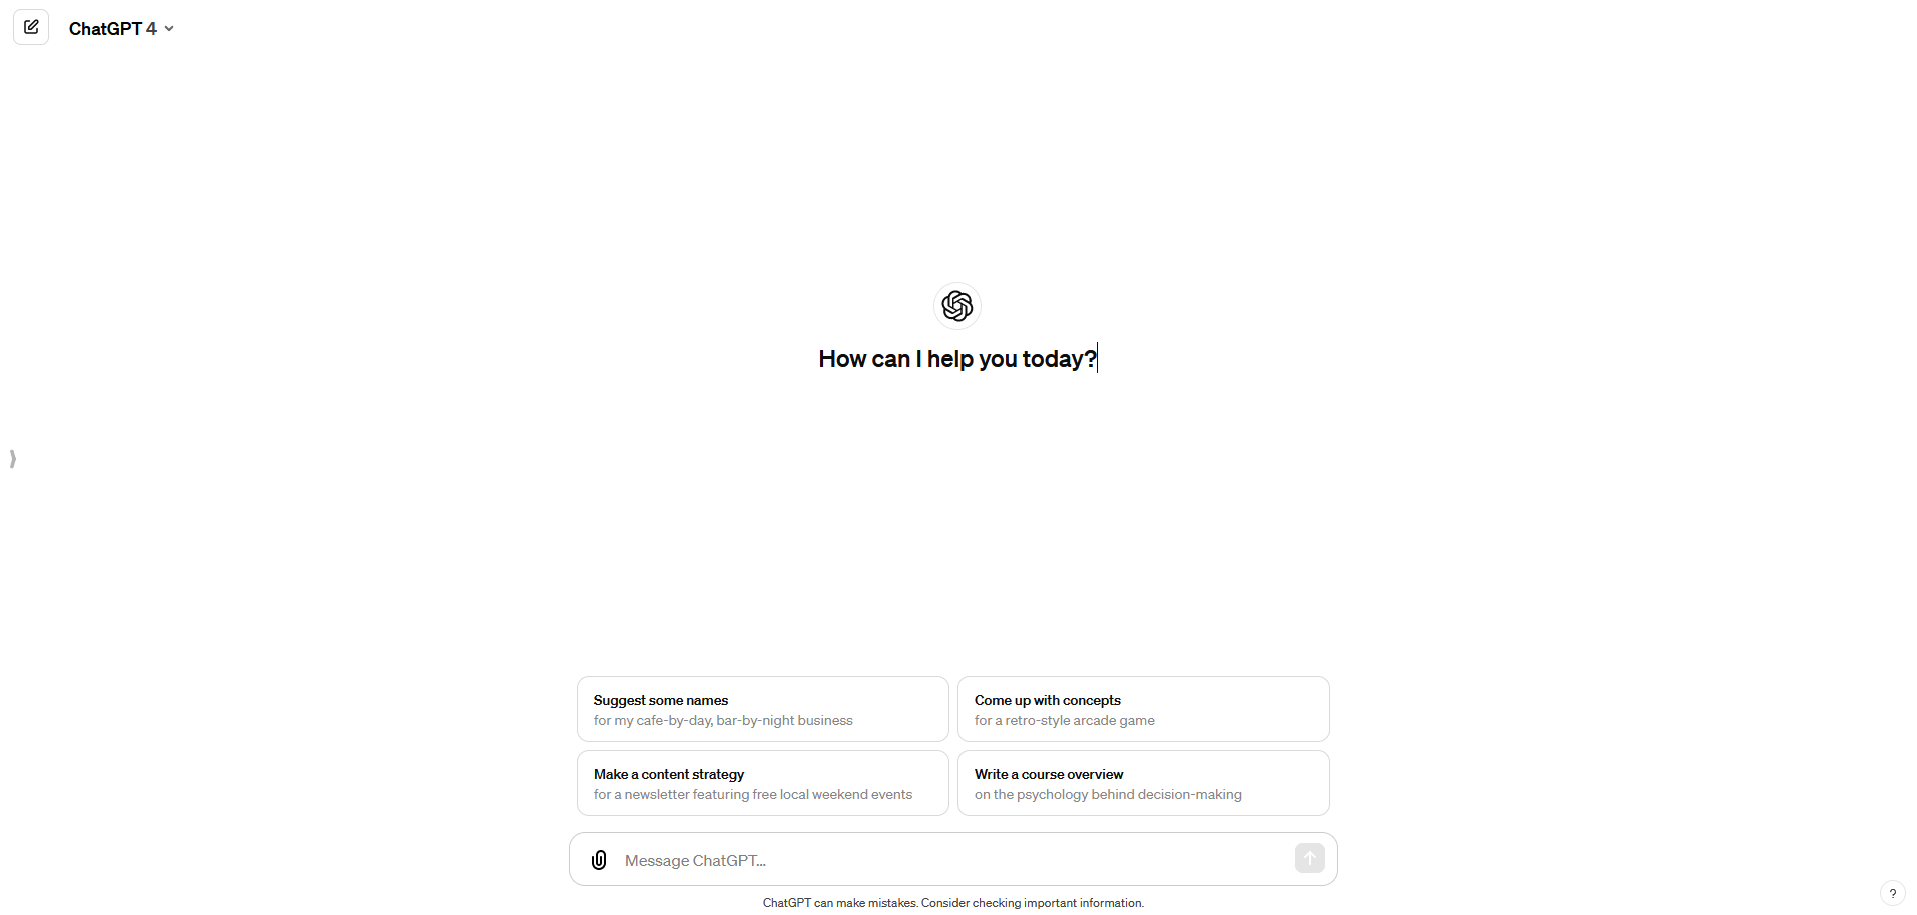 ChatGPT 4
How can I help you today?
Suggest some names
for my cafe-by-day, bar-by-night business
Come up with concepts
for a retro-style arcade game
Make a content strategy
for a newsletter featuring free local weekend events
Write a course overview
on the psychology behind decision-making
Message ChatGPT...
ChatGPT can make mistakes. Consider checking important information.
?